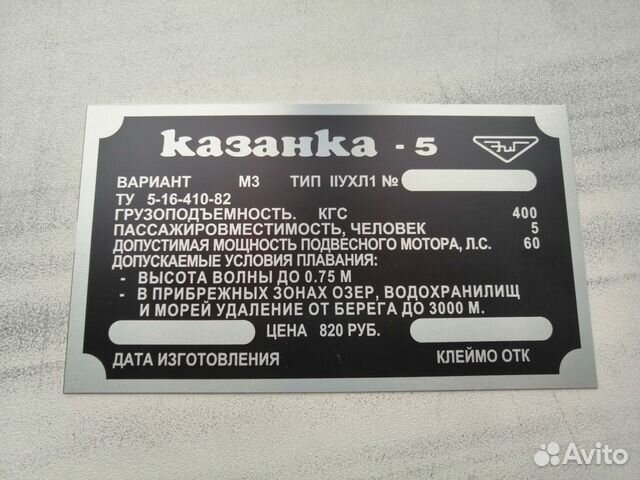 Казанка - 5
ВАРИАНТ М3 ТИП IIУХЛ1 №
ТУ 5-16-410-82
ГРУЗОПОДЪЕМНОСТЬ. КГС 400
ПАССАЖИРОВМЕСТИМОСТЬ, ЧЕЛОВЕК 5
ДОПУСТИМАЯ МОЩНОСТЬ ПОДВЕСНОГО МОТОРА, Л.С. 60
ДОПУСКАЕМЫЕ УСЛОВИЯ ПЛАВАНИЯ:
- ВЫСОТА ВОЛНЫ ДО 0.75 М
- В ПРИБРЕЖНЫХ ЗОНАХ ОЗЕР, ВОДОХРАНИЛИЩ
И МОРЕЙ УДАЛЕНИЕ ОТ БЕРЕГА ДО 3000 М.
ЦЕНА 820 РУБ.
ДАТА ИЗГОТОВЛЕНИЯ КЛЕЙМО ОТК
Avito